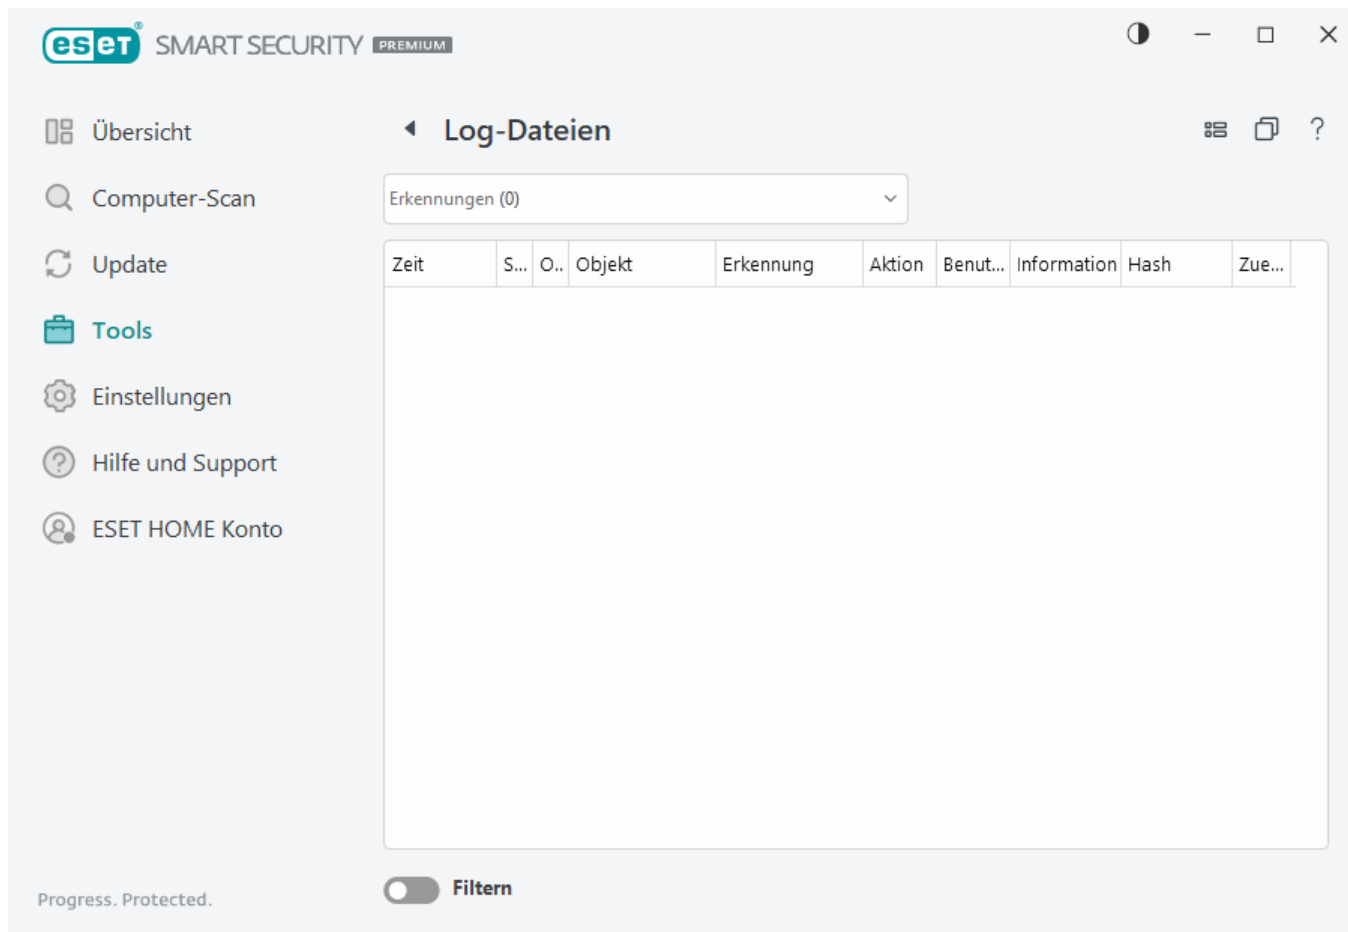 eset® SMART SECURITY PREMIUM
Übersicht
Computer-Scan
Update
Tools
Einstellungen
Hilfe und Support
ESET HOME Konto
Progress. Protected.
Log-Dateien
?
Erkennungen (0)
Zeit S... O.. Objekt Erkennung Aktion Benut... Information Hash Zue...
Filtern